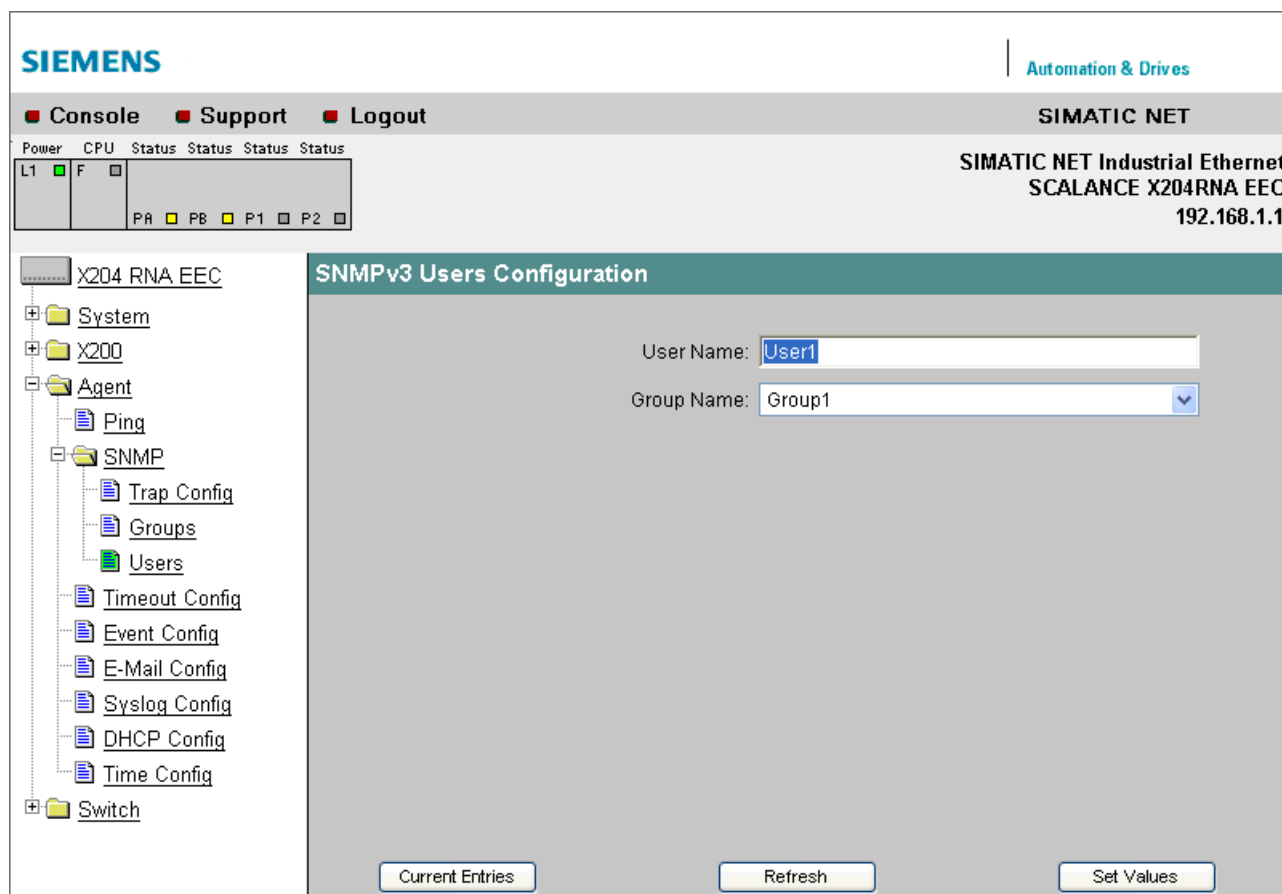 SIEMENS
Automation & Drives
Console Support Logout SIMATIC NET
Power CPU Status Status Status Status
L1 F
PA PB P1 P2
SIMATIC NET Industrial Ethernet
SCALANCE X204RNA EEC
192.168.1.1
X204 RNA EEC
System
X200
Agent
Ping
SNMP
Trap Config
Groups
Users
Timeout Config
Event Config
E-Mail Config
Syslog Config
DHCP Config
Time Config
Switch
SNMPv3 Users Configuration
User Name: User1
Group Name: Group1
Current Entries Refresh Set Values